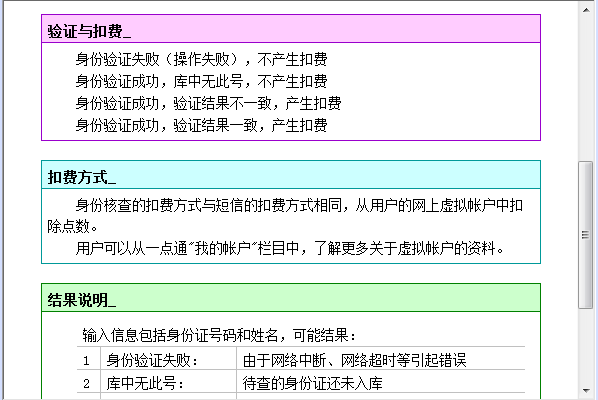 验证与扣费_
身份验证失败（操作失败），不产生扣费
身份验证成功，库中无此号，不产生扣费
身份验证成功，验证结果不一致，产生扣费
身份验证成功，验证结果一致，产生扣费
扣费方式_
身份核查的扣费方式与短信的扣费方式相同，从用户的网上虚拟帐户中扣
除点数。
用户可以从一点通"我的帐户"栏目中，了解更多关于虚拟帐户的资料。
结果说明_
输入信息包括身份证号码和姓名，可能结果：
1 身份验证失败： 由于网络中断、网络超时等引起错误
2 库中无此号： 待查的身份证还未入库